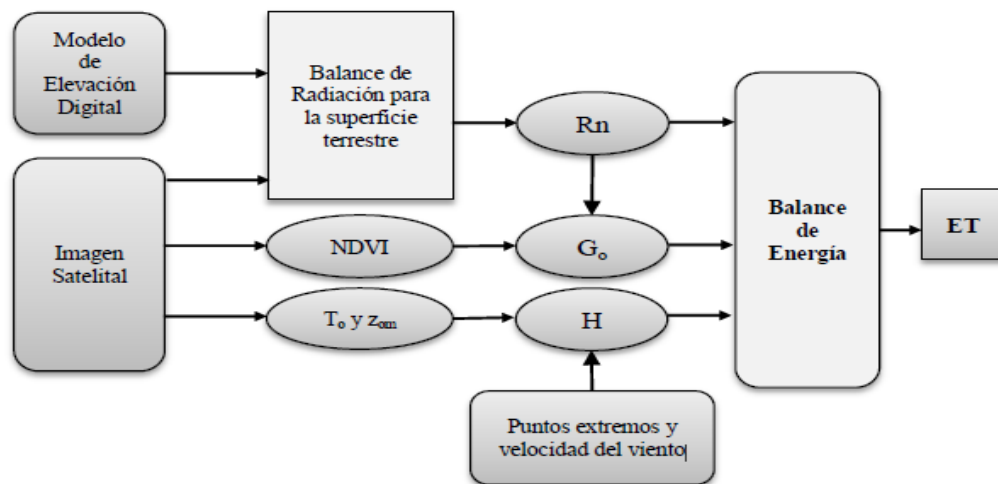 Modelo
de
Elevación
Digital
Balance de
Radiación para
la superficie
terrestre
Rn
Imagen
Satelital
NDVI
Gₒ
Tₒ y zₒₘ
H
Balance
de
Energía
ET
Puntos extremos y
velocidad del viento